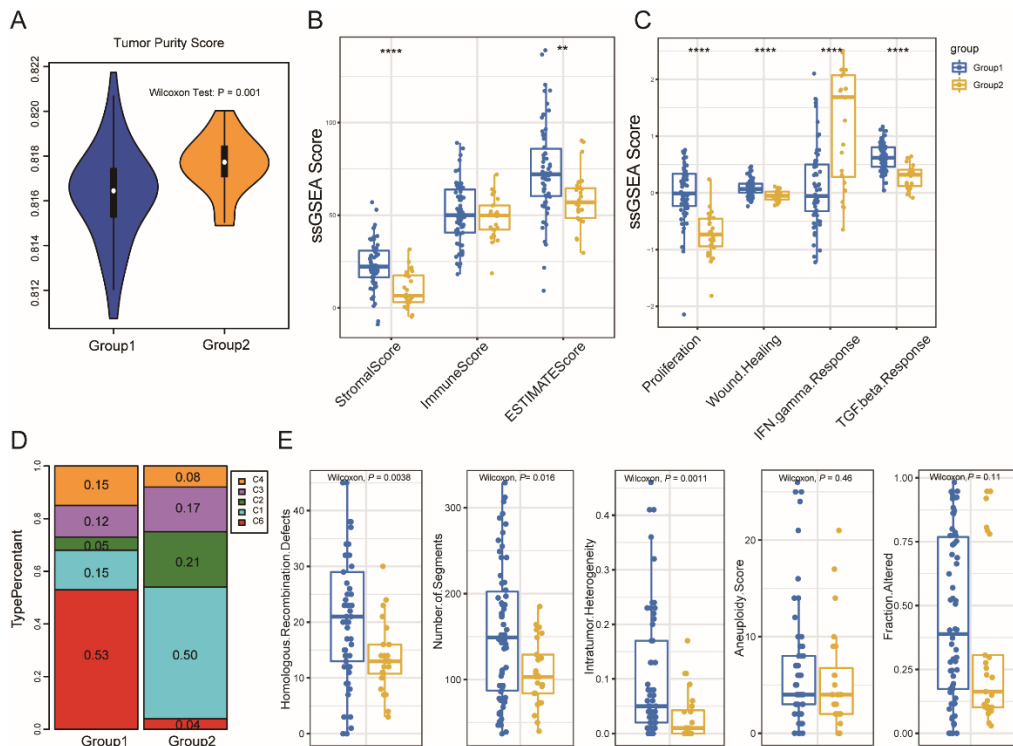 A
Tumor Purity Score
Wilcoxon Test: P = 0.001
0.822
0.820
0.818
0.816
0.814
0.812
Group1
Group2
B
ssGSEA Score
****
**
100
50
0
StromalScore
ImmuneScore
ESTIMATEScore
C
ssGSEA Score
****
****
****
****
2
1
0
−1
−2
Proliferation
Wound.Healing
IFN.gamma.Response
TGF.beta.Response
group
Group1
Group2
D
TypePercentant
1.0
0.8
0.6
0.4
0.2
0.0
0.15
0.12
0.05
0.15
0.53
0.08
0.17
0.21
0.50
0.04
Group1
Group2
C4
C3
C2
C1
C6
E
Wilcoxon, P = 0.0038
Homologous.Recombination.Defects
40
30
20
10
0
Wilcoxon, P= 0.016
Number.of.Segments
300
200
100
Wilcoxon, P = 0.0011
Intratumor.Heterogeneity
0.4
0.3
0.2
0.1
0.0
Wilcoxon, P = 0.46
Aneuploidy.Score
20
10
0
Wilcoxon, P = 0.11
Fraction.Altered
1.00
0.75
0.50
0.25
0.00